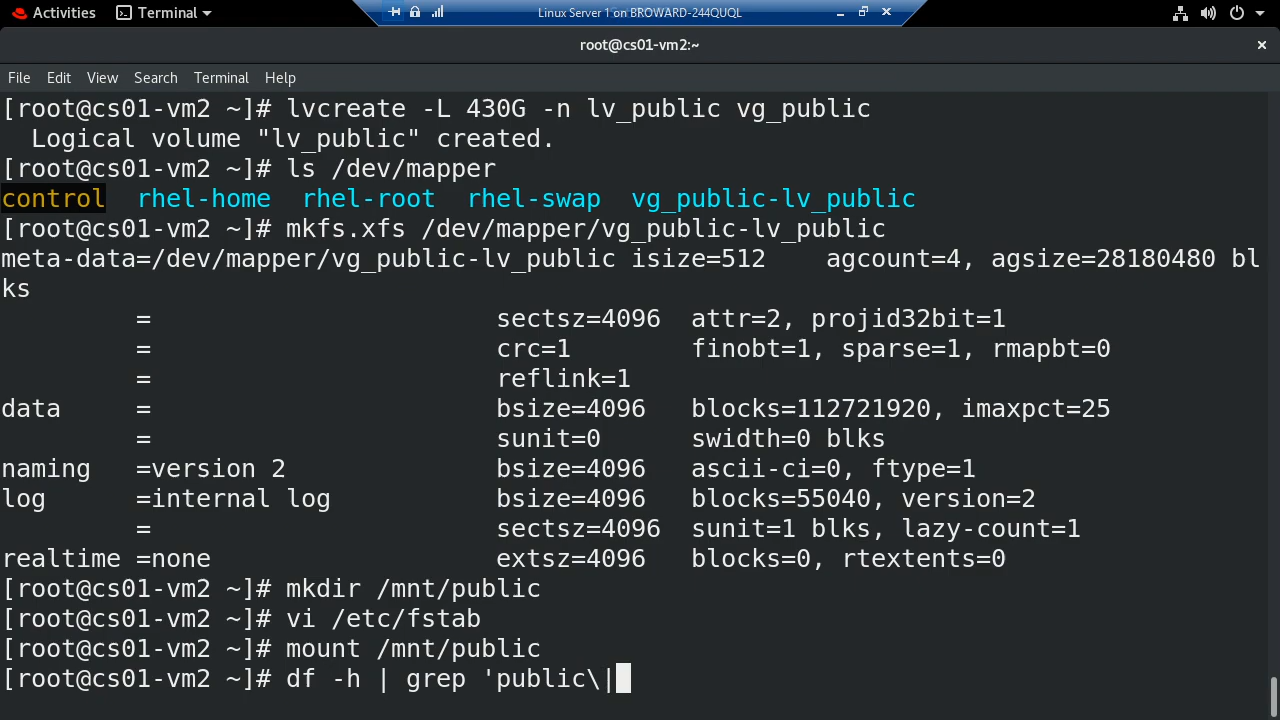 Activities Terminal Linux Server 1 on BROWARD-244QUQL
root@cs01-vm2:~
File Edit View Search Terminal Help
[root@cs01-vm2 ~]# lvcreate -L 430G -n lv_public vg_public
  Logical volume "lv_public" created.
[root@cs01-vm2 ~]# ls /dev/mapper
control  rhel-home  rhel-root  rhel-swap  vg_public-lv_public
[root@cs01-vm2 ~]# mkfs.xfs /dev/mapper/vg_public-lv_public
meta-data=/dev/mapper/vg_public-lv_public isize=512    agcount=4, agsize=28180480 bl
ks
         =                       sectsz=4096  attr=2, projid32bit=1
         =                       crc=1        finobt=1, sparse=1, rmapbt=0
         =                       reflink=1
data     =                       bsize=4096   blocks=112721920, imaxpct=25
         =                       sunit=0      swidth=0 blks
naming   =version 2              bsize=4096   ascii-ci=0, ftype=1
log      =internal log           bsize=4096   blocks=55040, version=2
         =                       sectsz=4096  sunit=1 blks, lazy-count=1
realtime =none                   extsz=4096   blocks=0, rtextents=0
[root@cs01-vm2 ~]# mkdir /mnt/public
[root@cs01-vm2 ~]# vi /etc/fstab
[root@cs01-vm2 ~]# mount /mnt/public
[root@cs01-vm2 ~]# df -h | grep 'public\|